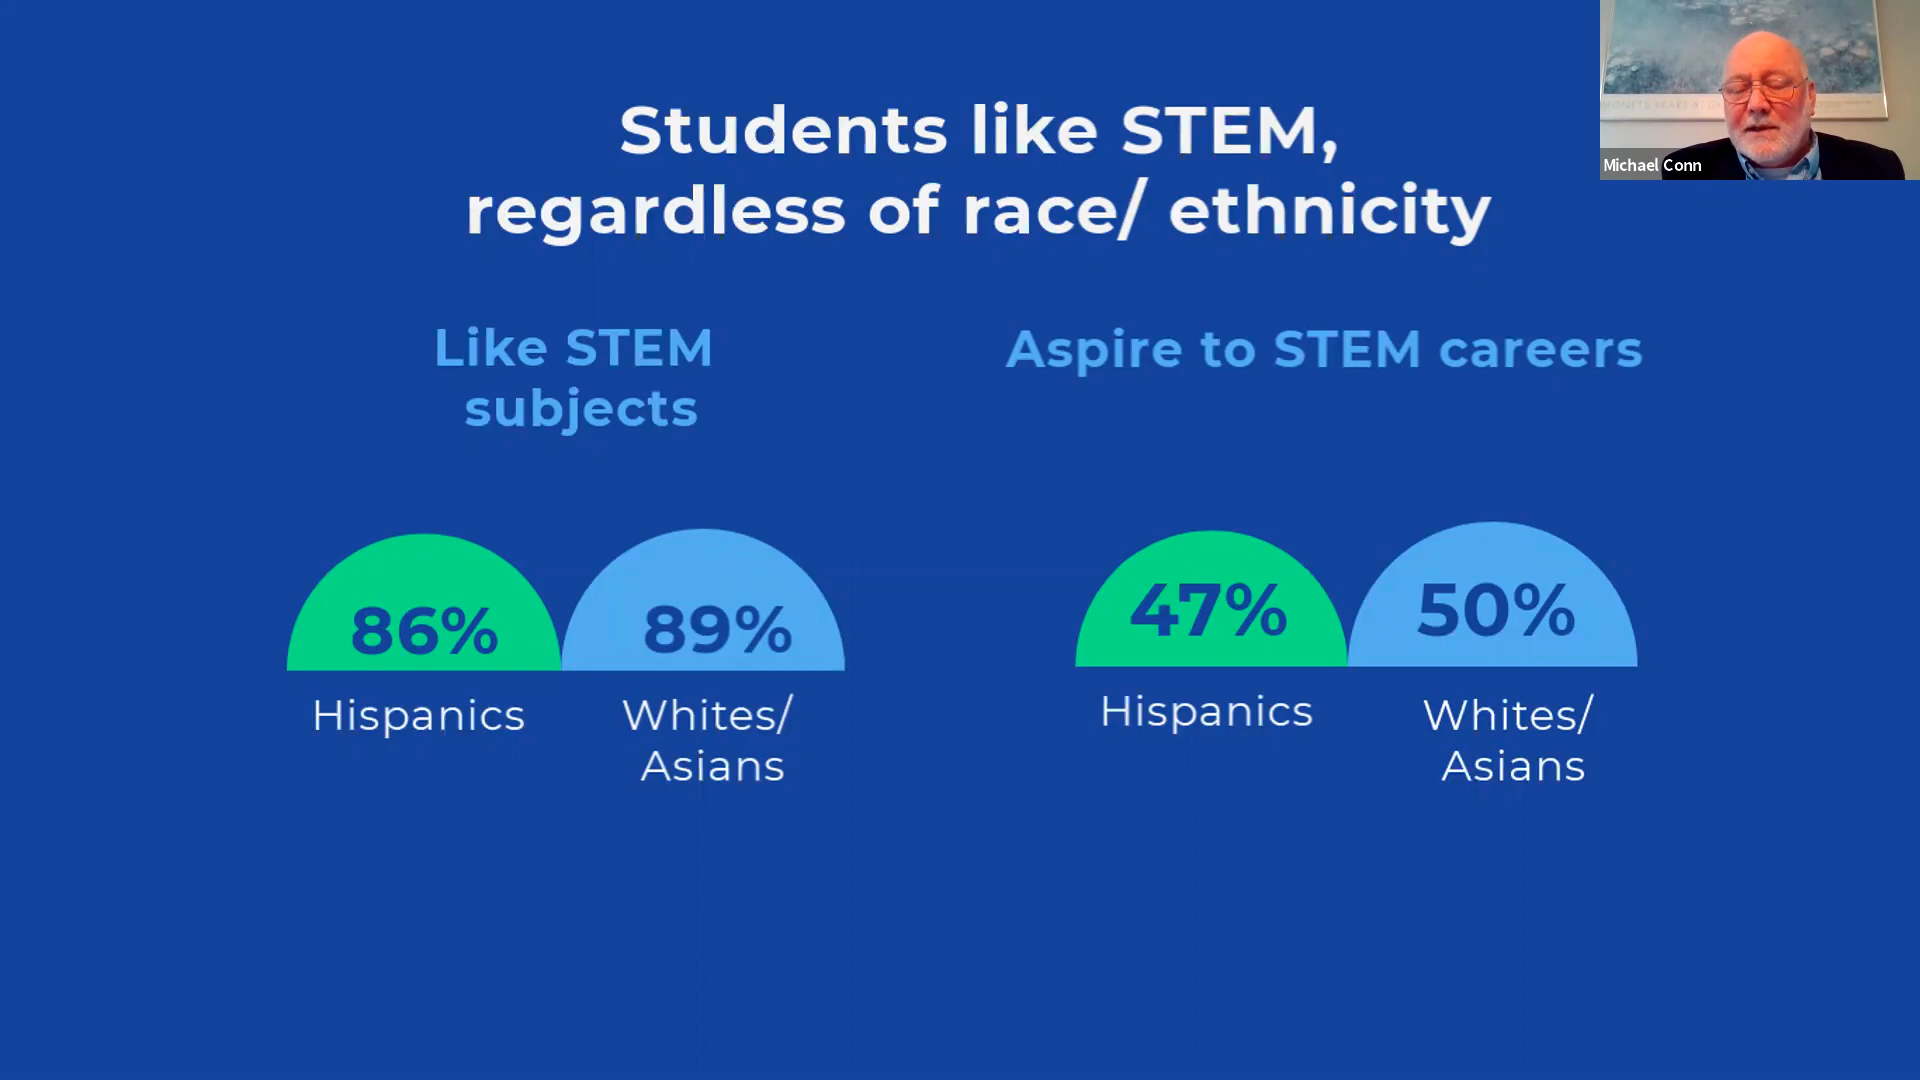 Students like STEM,
regardless of race/ ethnicity
Michael Conn
Like STEM
subjects
Aspire to STEM careers
86%
89%
47%
50%
Hispanics
Whites/
Asians
Hispanics
Whites/
Asians